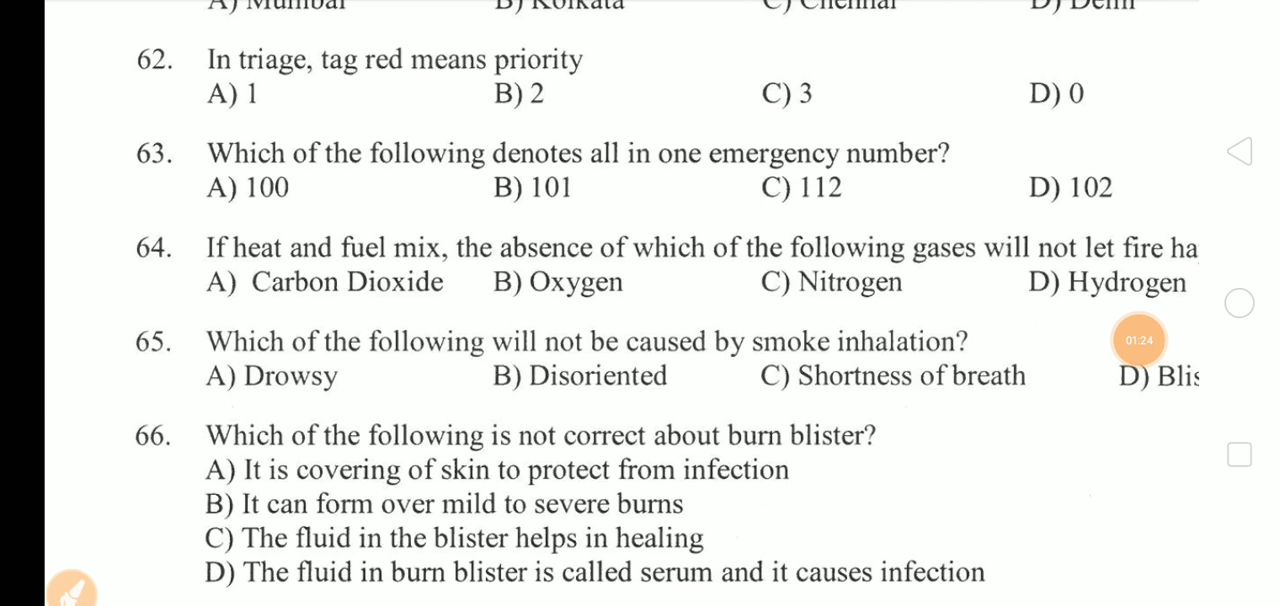 A) Mumbai B) Kolkata C) Chennai D) Delhi
62. In triage, tag red means priority
A) 1 B) 2 C) 3 D) 0
63. Which of the following denotes all in one emergency number?
A) 100 B) 101 C) 112 D) 102
64. If heat and fuel mix, the absence of which of the following gases will not let fire ha
A) Carbon Dioxide B) Oxygen C) Nitrogen D) Hydrogen
65. Which of the following will not be caused by smoke inhalation?
01:24
A) Drowsy B) Disoriented C) Shortness of breath D) Blis
66. Which of the following is not correct about burn blister?
A) It is covering of skin to protect from infection
B) It can form over mild to severe burns
C) The fluid in the blister helps in healing
D) The fluid in burn blister is called serum and it causes infection